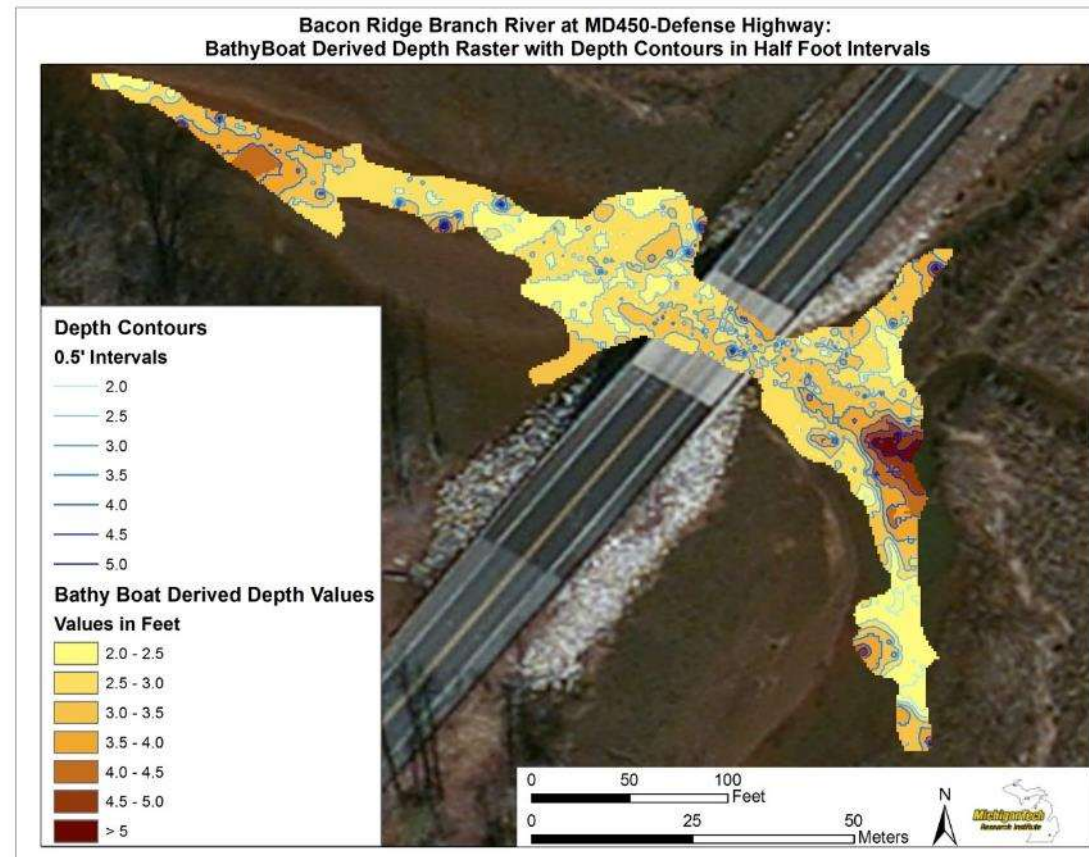 Bacon Ridge Branch River at MD450-Defense Highway:
BathyBoat Derived Depth Raster with Depth Contours in Half Foot Intervals
Depth Contours
0.5' Intervals
2.0
2.5
3.0
3.5
4.0
4.5
5.0
Bathy Boat Derived Depth Values
Values in Feet
2.0 - 2.5
2.5 - 3.0
3.0 - 3.5
3.5 - 4.0
4.0 - 4.5
4.5 - 5.0
> 5
0 50 100
Feet
0 25 50
Meters
N
MichiganTech
Research Institute